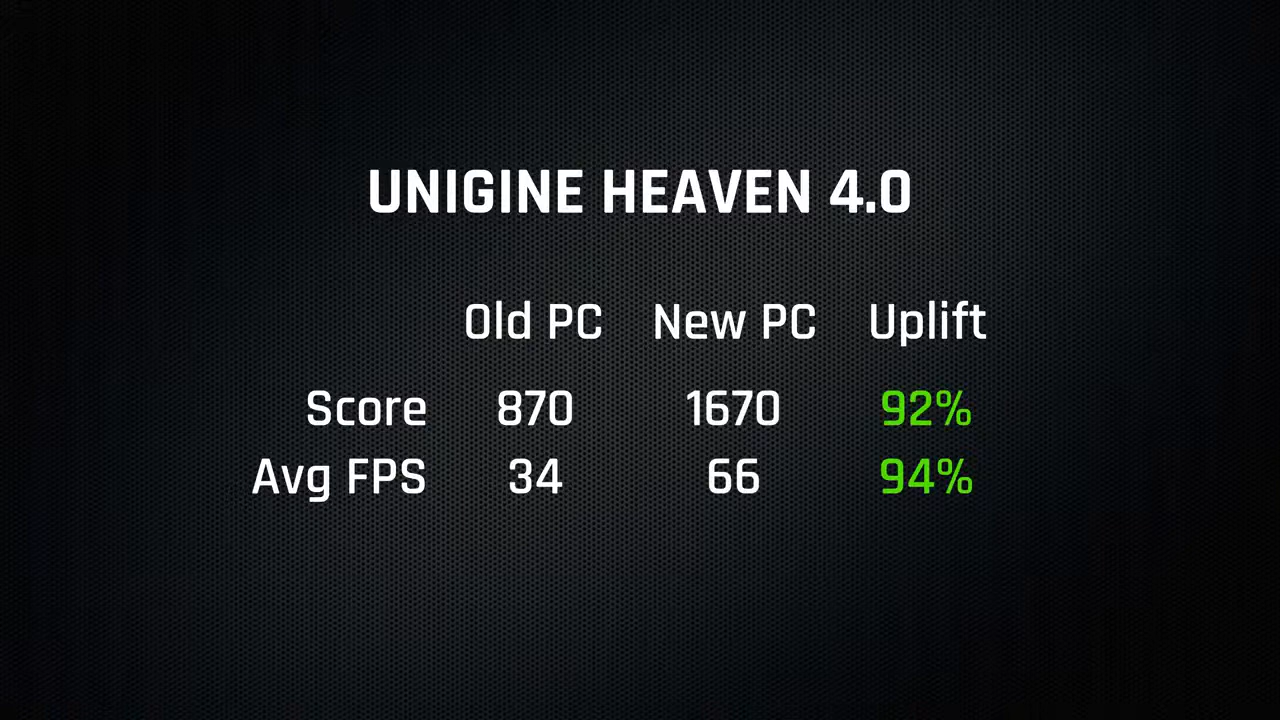 UNIGINE HEAVEN 4.0
Old PC New PC Uplift
Score 870 1670 92%
Avg FPS 34 66 94%